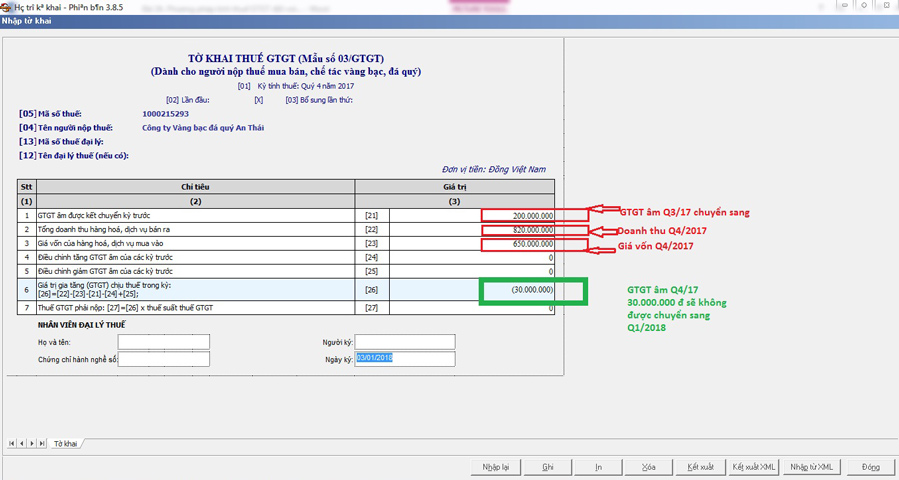 Hç trî kª khai - Phiªn b¶n 3.8.5
Nhập tờ khai
TỜ KHAI THUẾ GTGT (Mẫu số 03/GTGT)
(Dành cho người nộp thuế mua bán, chế tác vàng bạc, đá quý)
[01] Kỳ tính thuế: Quý 4 năm 2017
[02] Lần đầu: [X] [03] Bổ sung lần thứ:
[05] Mã số thuế: 1000215293
[04] Tên người nộp thuế: Công ty Vàng bạc đá quý An Thái
[13] Mã số thuế đại lý:
[12] Tên đại lý thuế (nếu có):
Đơn vị tiền: Đồng Việt Nam
Stt Chỉ tiêu Giá trị
(1) (2) (3)
1 GTGT âm được kết chuyển kỳ trước [21] 200.000.000
GTGT âm Q3/17 chuyển sang
2 Tổng doanh thu hàng hoá, dịch vụ bán ra [22] 820.000.000
Doanh thu Q4/2017
3 Giá vốn của hàng hoá, dịch vụ mua vào [23] 650.000.000
Giá vốn Q4/2017
4 Điều chỉnh tăng GTGT âm của các kỳ trước [24] 0
5 Điều chỉnh giảm GTGT âm của các kỳ trước [25] 0
6 Giá trị gia tăng (GTGT) chịu thuế trong kỳ:
[26]=[22]-[23]-[21]-[24]+[25]; [26] (30.000.000)
GTGT âm Q4/17
30.000.000 đ sẽ không
được chuyển sang
Q1/2018
7 Thuế GTGT phải nộp: [27]=[26] x thuế suất thuế GTGT [27] 0
NHÂN VIÊN ĐẠI LÝ THUẾ
Họ và tên: Người ký:
Chứng chỉ hành nghề số: Ngày ký: 03/01/2018
Tờ khai
Nhập lại Ghi In Xóa Kết xuất Kết xuất XML Nhập từ XML Đóng